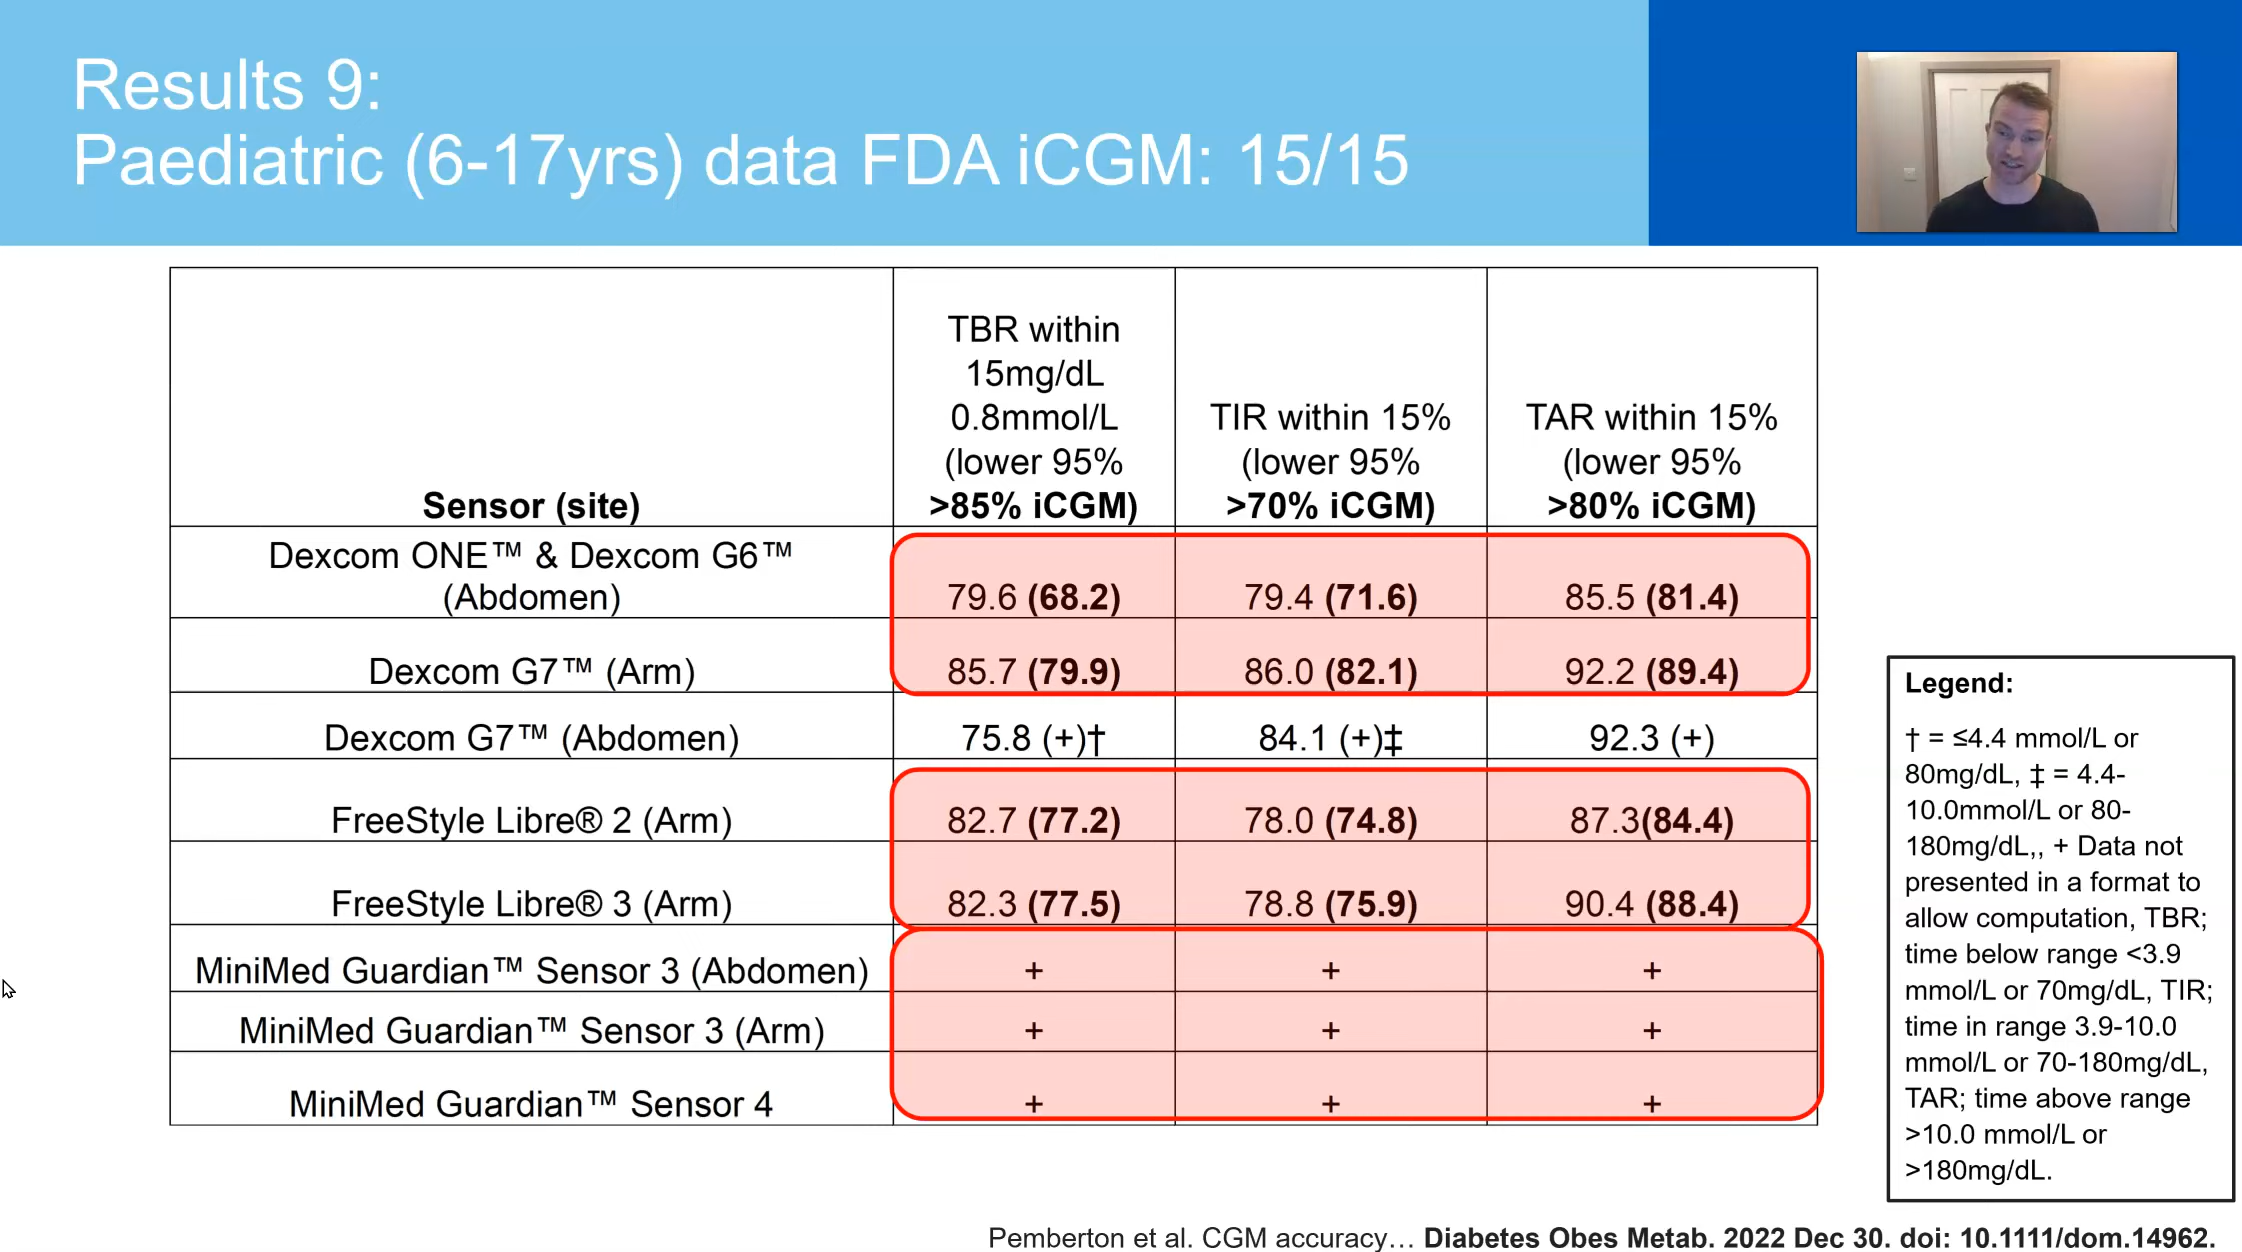 Results 9:
Paediatric (6-17yrs) data FDA iCGM: 15/15
Sensor (site)
TBR within
15mg/dL
0.8mmol/L
(lower 95%
>85% iCGM)
TIR within 15%
(lower 95%
>70% iCGM)
TAR within 15%
(lower 95%
>80% iCGM)
Dexcom ONE™ & Dexcom G6™
(Abdomen)
79.6 (68.2)
79.4 (71.6)
85.5 (81.4)
Dexcom G7™ (Arm)
85.7 (79.9)
86.0 (82.1)
92.2 (89.4)
Dexcom G7™ (Abdomen)
75.8 (+)†
84.1 (+)‡
92.3 (+)
FreeStyle Libre® 2 (Arm)
82.7 (77.2)
78.0 (74.8)
87.3(84.4)
FreeStyle Libre® 3 (Arm)
82.3 (77.5)
78.8 (75.9)
90.4 (88.4)
MiniMed Guardian™ Sensor 3 (Abdomen)
+
+
+
MiniMed Guardian™ Sensor 3 (Arm)
+
+
+
MiniMed Guardian™ Sensor 4
+
+
+
Legend:
† = ≤4.4 mmol/L or
80mg/dL, ‡ = 4.4-
10.0mmol/L or 80-
180mg/dL,, + Data not
presented in a format to
allow computation, TBR;
time below range <3.9
mmol/L or 70mg/dL, TIR;
time in range 3.9-10.0
mmol/L or 70-180mg/dL,
TAR; time above range
>10.0 mmol/L or
>180mg/dL.
Pemberton et al. CGM accuracy… Diabetes Obes Metab. 2022 Dec 30. doi: 10.1111/dom.14962.